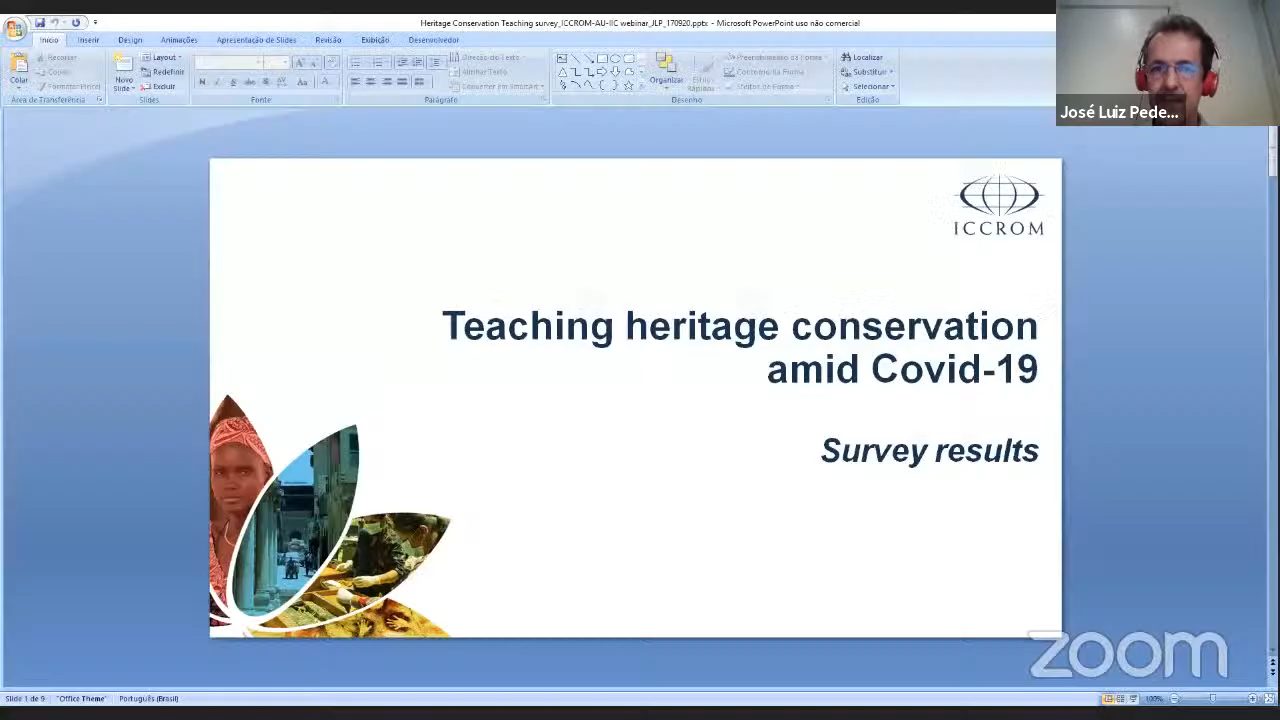 Heritage Conservation Teaching survey_ICCROM-AU-IIC webinar_JLP_170920.pptx - Microsoft PowerPoint uso não comercial
Início Inserir Design Animações Apresentação de Slides Revisão Exibição Desenvolvedor
Colar
Recortar
Copiar
Formatar Pincel
Área de Transferência
Novo
Slide
Layout
Redefinir
Excluir
Slides
Fonte
Direção do Texto
Alinhar Texto
Converter em SmartArt
Parágrafo
Organizar
Estilos
Rápidos
Preenchimento da Forma
Contorno da Forma
Efeitos de Forma
Desenho
Localizar
Substituir
Selecionar
Edição
José Luiz Pede...
ICCROM
Teaching heritage conservation
amid Covid-19
Survey results
zoom
Slide 1 de 9 "Office Theme" Português (Brasil) 100%